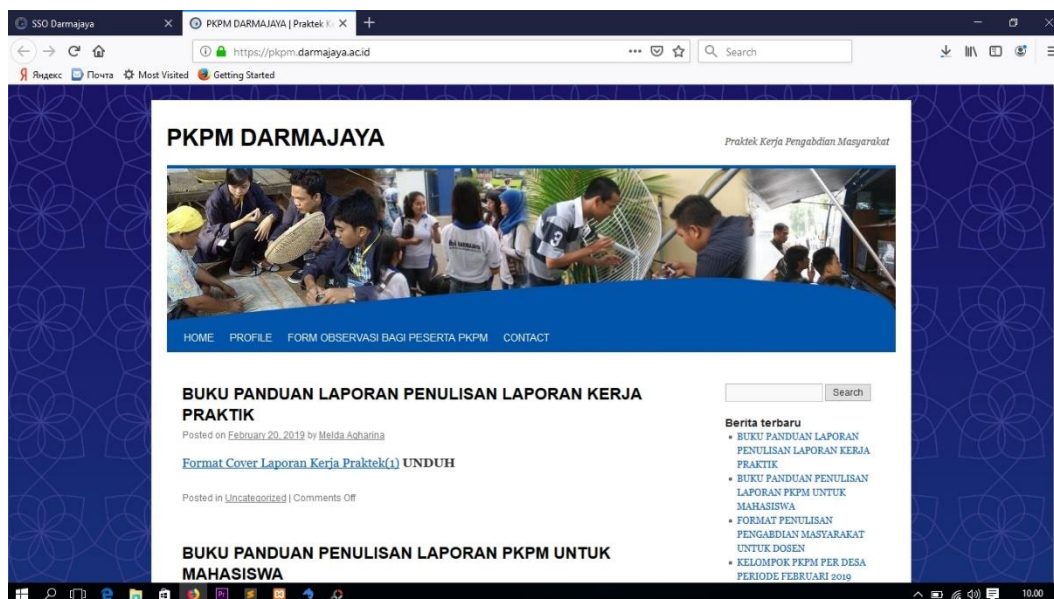 SSO Darmajaya
PKPM DARMAJAYA | Praktek K
https://pkpm.darmajaya.ac.id
Search
Яндекс Почта Most Visited Getting Started
PKPM DARMAJAYA
Praktek Kerja Pengabdian Masyarakat
HOME PROFILE FORM OBSERVASI BAGI PESERTA PKPM CONTACT
BUKU PANDUAN LAPORAN PENULISAN LAPORAN KERJA
PRAKTIK
Posted on February 20, 2019 by Melda Agharina
Format Cover Laporan Kerja Praktek(1) UNDUH
Posted in Uncategorized | Comments Off
BUKU PANDUAN PENULISAN LAPORAN PKPM UNTUK
MAHASISWA
Search
Berita terbaru
BUKU PANDUAN LAPORAN
PENULISAN LAPORAN KERJA
PRAKTIK
BUKU PANDUAN PENULISAN
LAPORAN PKPM UNTUK
MAHASISWA
FORMAT PENULISAN
PENGABDIAN MASYARAKAT
UNTUK DOSEN
KELOMPOK PKPM PER DESA
PERIODE FEBRUARI 2019
10.00